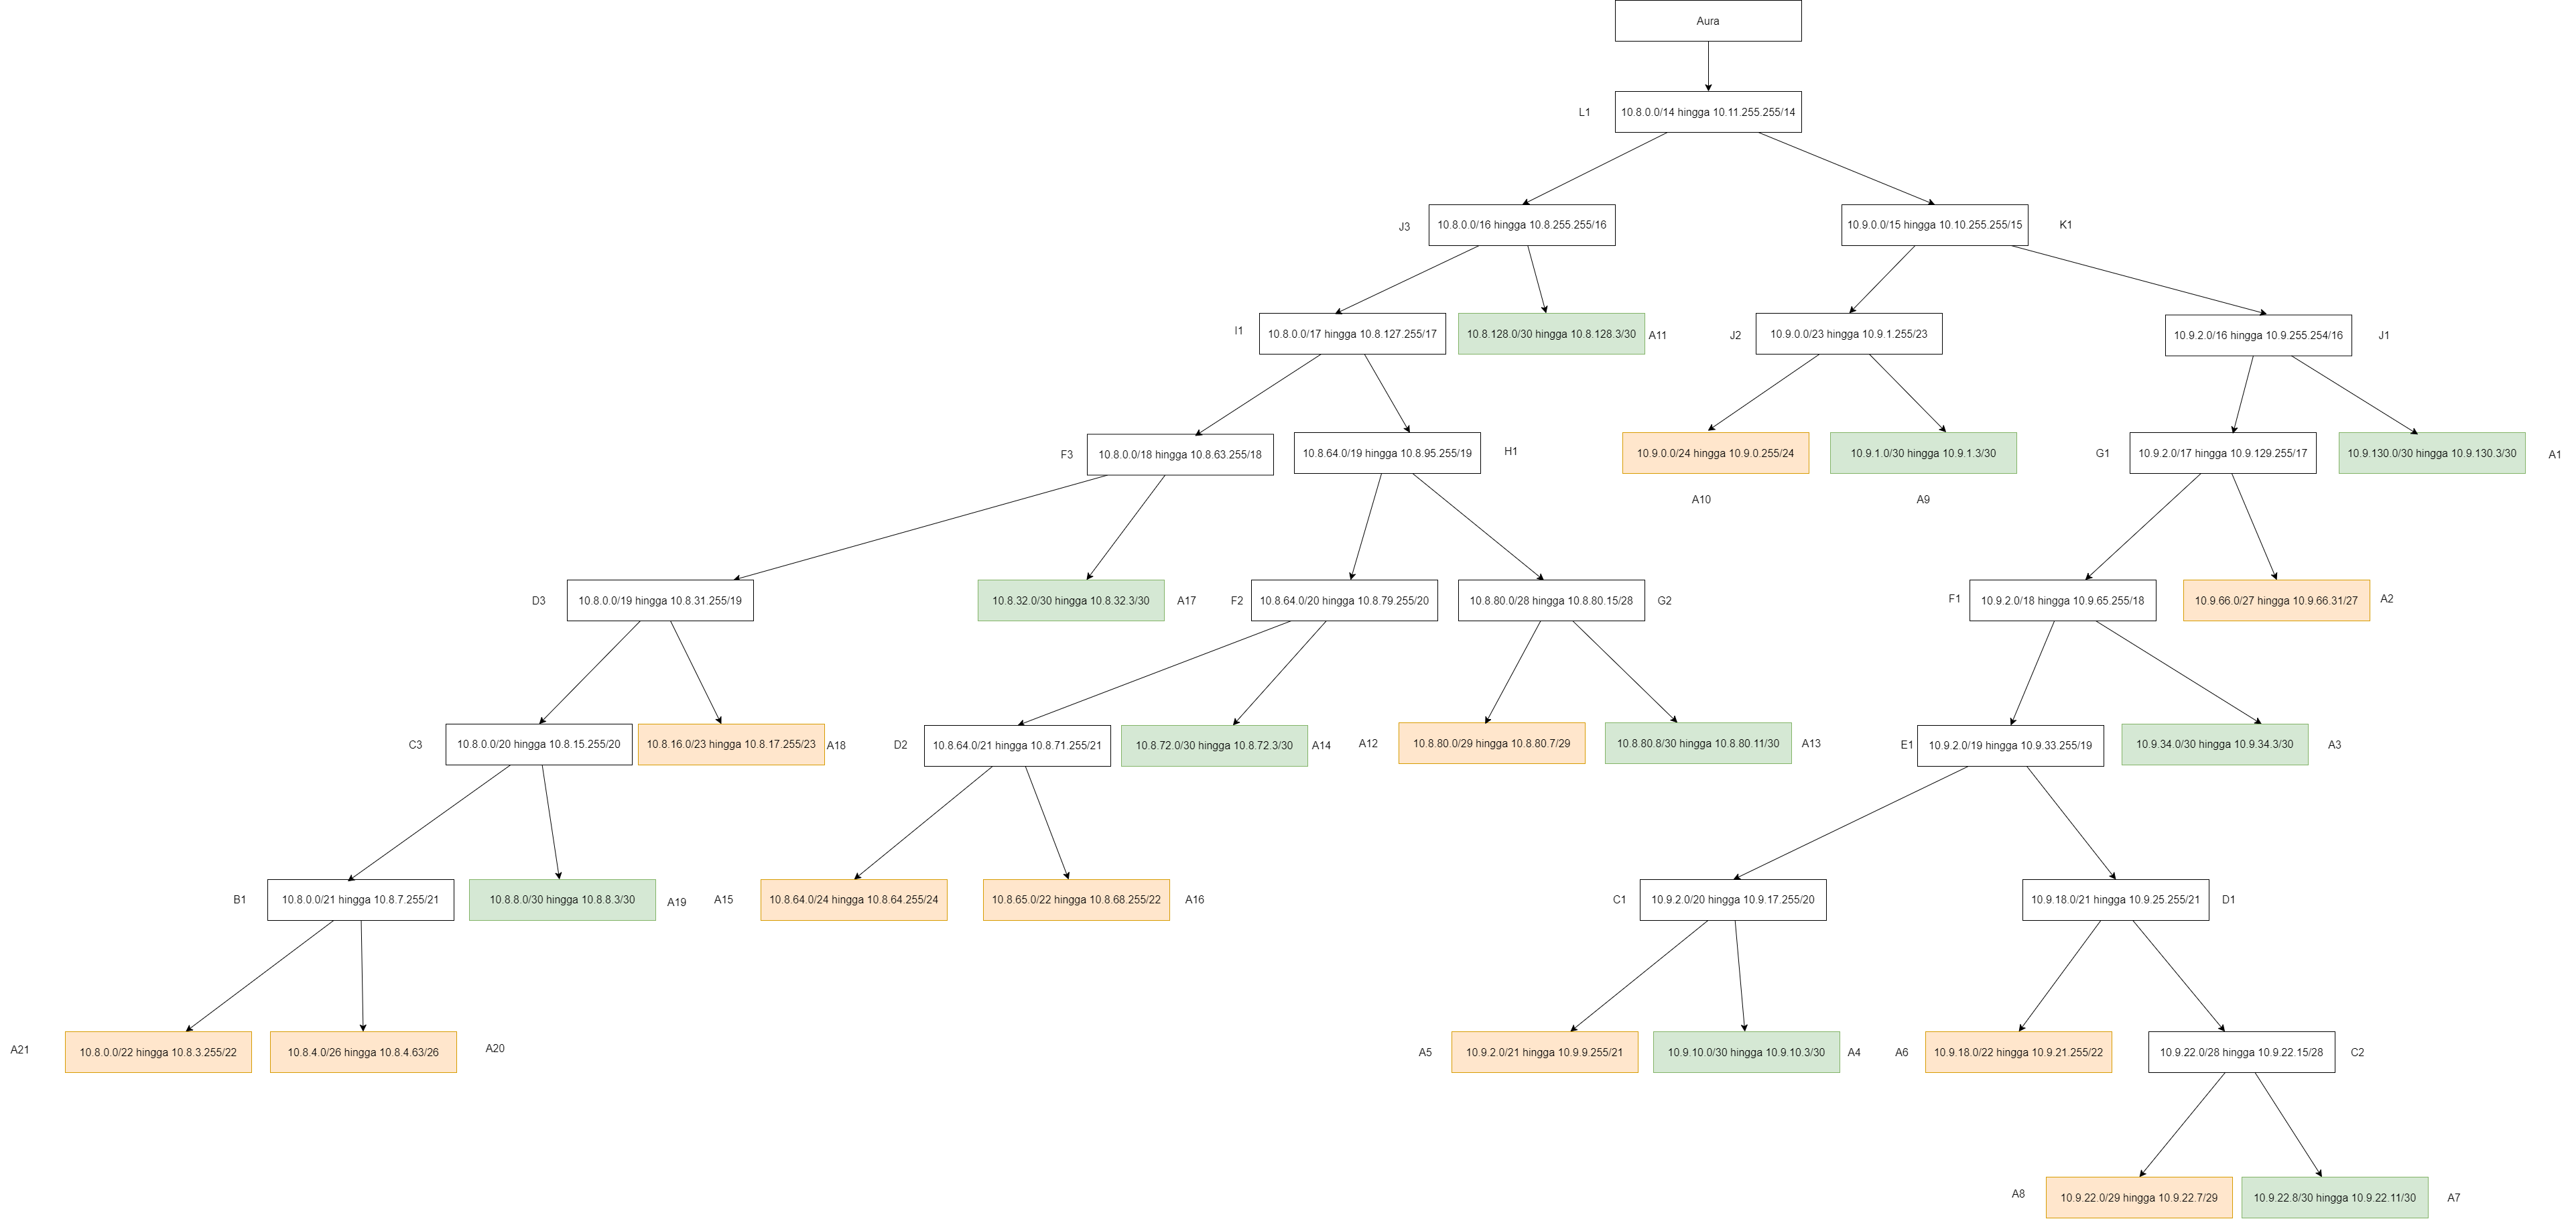 Aura
L1
10.8.0.0/14 hingga 10.11.255.255/14
J3
10.8.0.0/16 hingga 10.8.255.255/16
10.9.0.0/15 hingga 10.10.255.255/15
K1
I1
10.8.0.0/17 hingga 10.8.127.255/17
10.8.128.0/30 hingga 10.8.128.3/30
A11
J2
10.9.0.0/23 hingga 10.9.1.255/23
10.9.2.0/16 hingga 10.9.255.254/16
J1
F3
10.8.0.0/18 hingga 10.8.63.255/18
10.8.64.0/19 hingga 10.8.95.255/19
H1
10.9.0.0/24 hingga 10.9.0.255/24
10.9.1.0/30 hingga 10.9.1.3/30
G1
10.9.2.0/17 hingga 10.9.129.255/17
10.9.130.0/30 hingga 10.9.130.3/30
A1
A10
A9
D3
10.8.0.0/19 hingga 10.8.31.255/19
10.8.32.0/30 hingga 10.8.32.3/30
A17
F2
10.8.64.0/20 hingga 10.8.79.255/20
10.8.80.0/28 hingga 10.8.80.15/28
G2
F1
10.9.2.0/18 hingga 10.9.65.255/18
10.9.66.0/27 hingga 10.9.66.31/27
A2
C3
10.8.0.0/20 hingga 10.8.15.255/20
10.8.16.0/23 hingga 10.8.17.255/23
A18
D2
10.8.64.0/21 hingga 10.8.71.255/21
10.8.72.0/30 hingga 10.8.72.3/30
A14
A12
10.8.80.0/29 hingga 10.8.80.7/29
10.8.80.8/30 hingga 10.8.80.11/30
A13
E1
10.9.2.0/19 hingga 10.9.33.255/19
10.9.34.0/30 hingga 10.9.34.3/30
A3
B1
10.8.0.0/21 hingga 10.8.7.255/21
10.8.8.0/30 hingga 10.8.8.3/30
A19
A15
10.8.64.0/24 hingga 10.8.64.255/24
10.8.65.0/22 hingga 10.8.68.255/22
A16
C1
10.9.2.0/20 hingga 10.9.17.255/20
10.9.18.0/21 hingga 10.9.25.255/21
D1
A21
10.8.0.0/22 hingga 10.8.3.255/22
10.8.4.0/26 hingga 10.8.4.63/26
A20
A5
10.9.2.0/21 hingga 10.9.9.255/21
10.9.10.0/30 hingga 10.9.10.3/30
A4
A6
10.9.18.0/22 hingga 10.9.21.255/22
10.9.22.0/28 hingga 10.9.22.15/28
C2
A8
10.9.22.0/29 hingga 10.9.22.7/29
10.9.22.8/30 hingga 10.9.22.11/30
A7